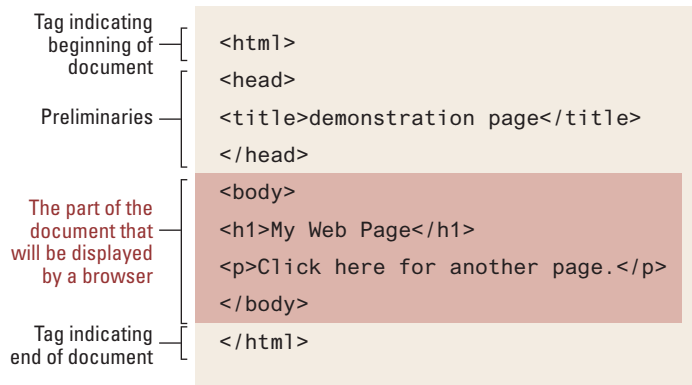 Tag indicating
beginning of
document
<html>
<head>
Preliminaries
<title>demonstration page</title>
</head>
The part of the
document that
will be displayed
by a browser
<body>
<h1>My Web Page</h1>
<p>Click here for another page.</p>
</body>
Tag indicating
end of document
</html>